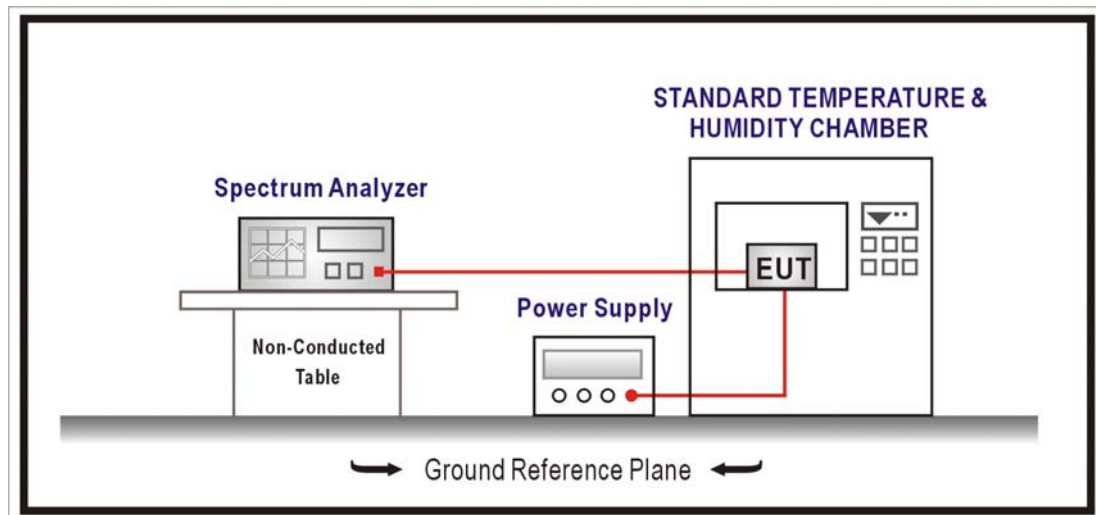 STANDARD TEMPERATURE &
HUMIDITY CHAMBER
Spectrum Analyzer
EUT
Power Supply
Non-Conducted
Table
Ground Reference Plane